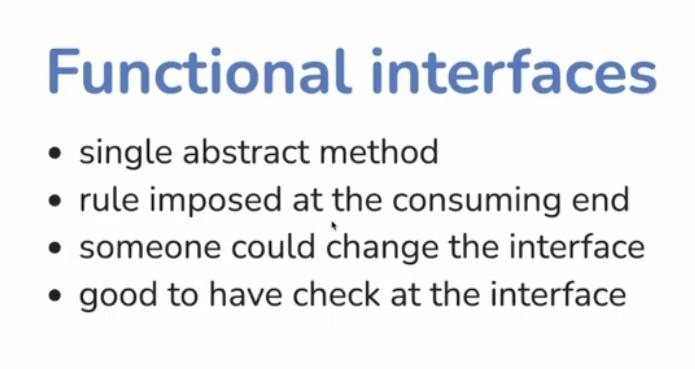 Functional interfaces
• single abstract method
• rule imposed at the consuming end
• someone could change the interface
• good to have check at the interface